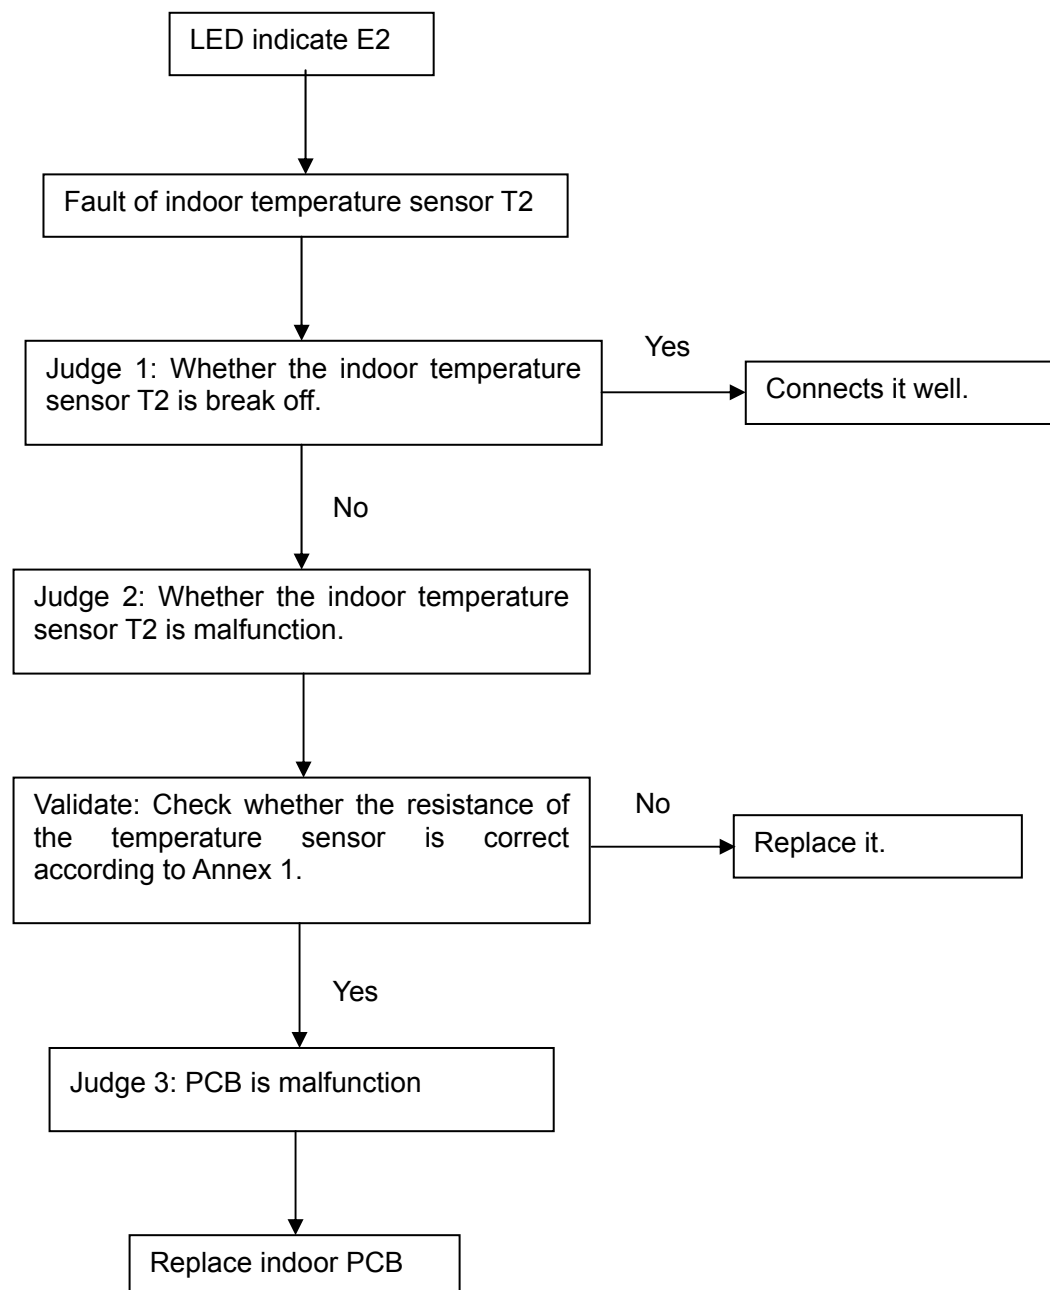 LED indicate E2
Fault of indoor temperature sensor T2
Judge 1: Whether the indoor temperature
sensor T2 is break off.
Yes
Connects it well.
No
Judge 2: Whether the indoor temperature
sensor T2 is malfunction.
Validate: Check whether the resistance of
the temperature sensor is correct
according to Annex 1.
No
Replace it.
Yes
Judge 3: PCB is malfunction
Replace indoor PCB